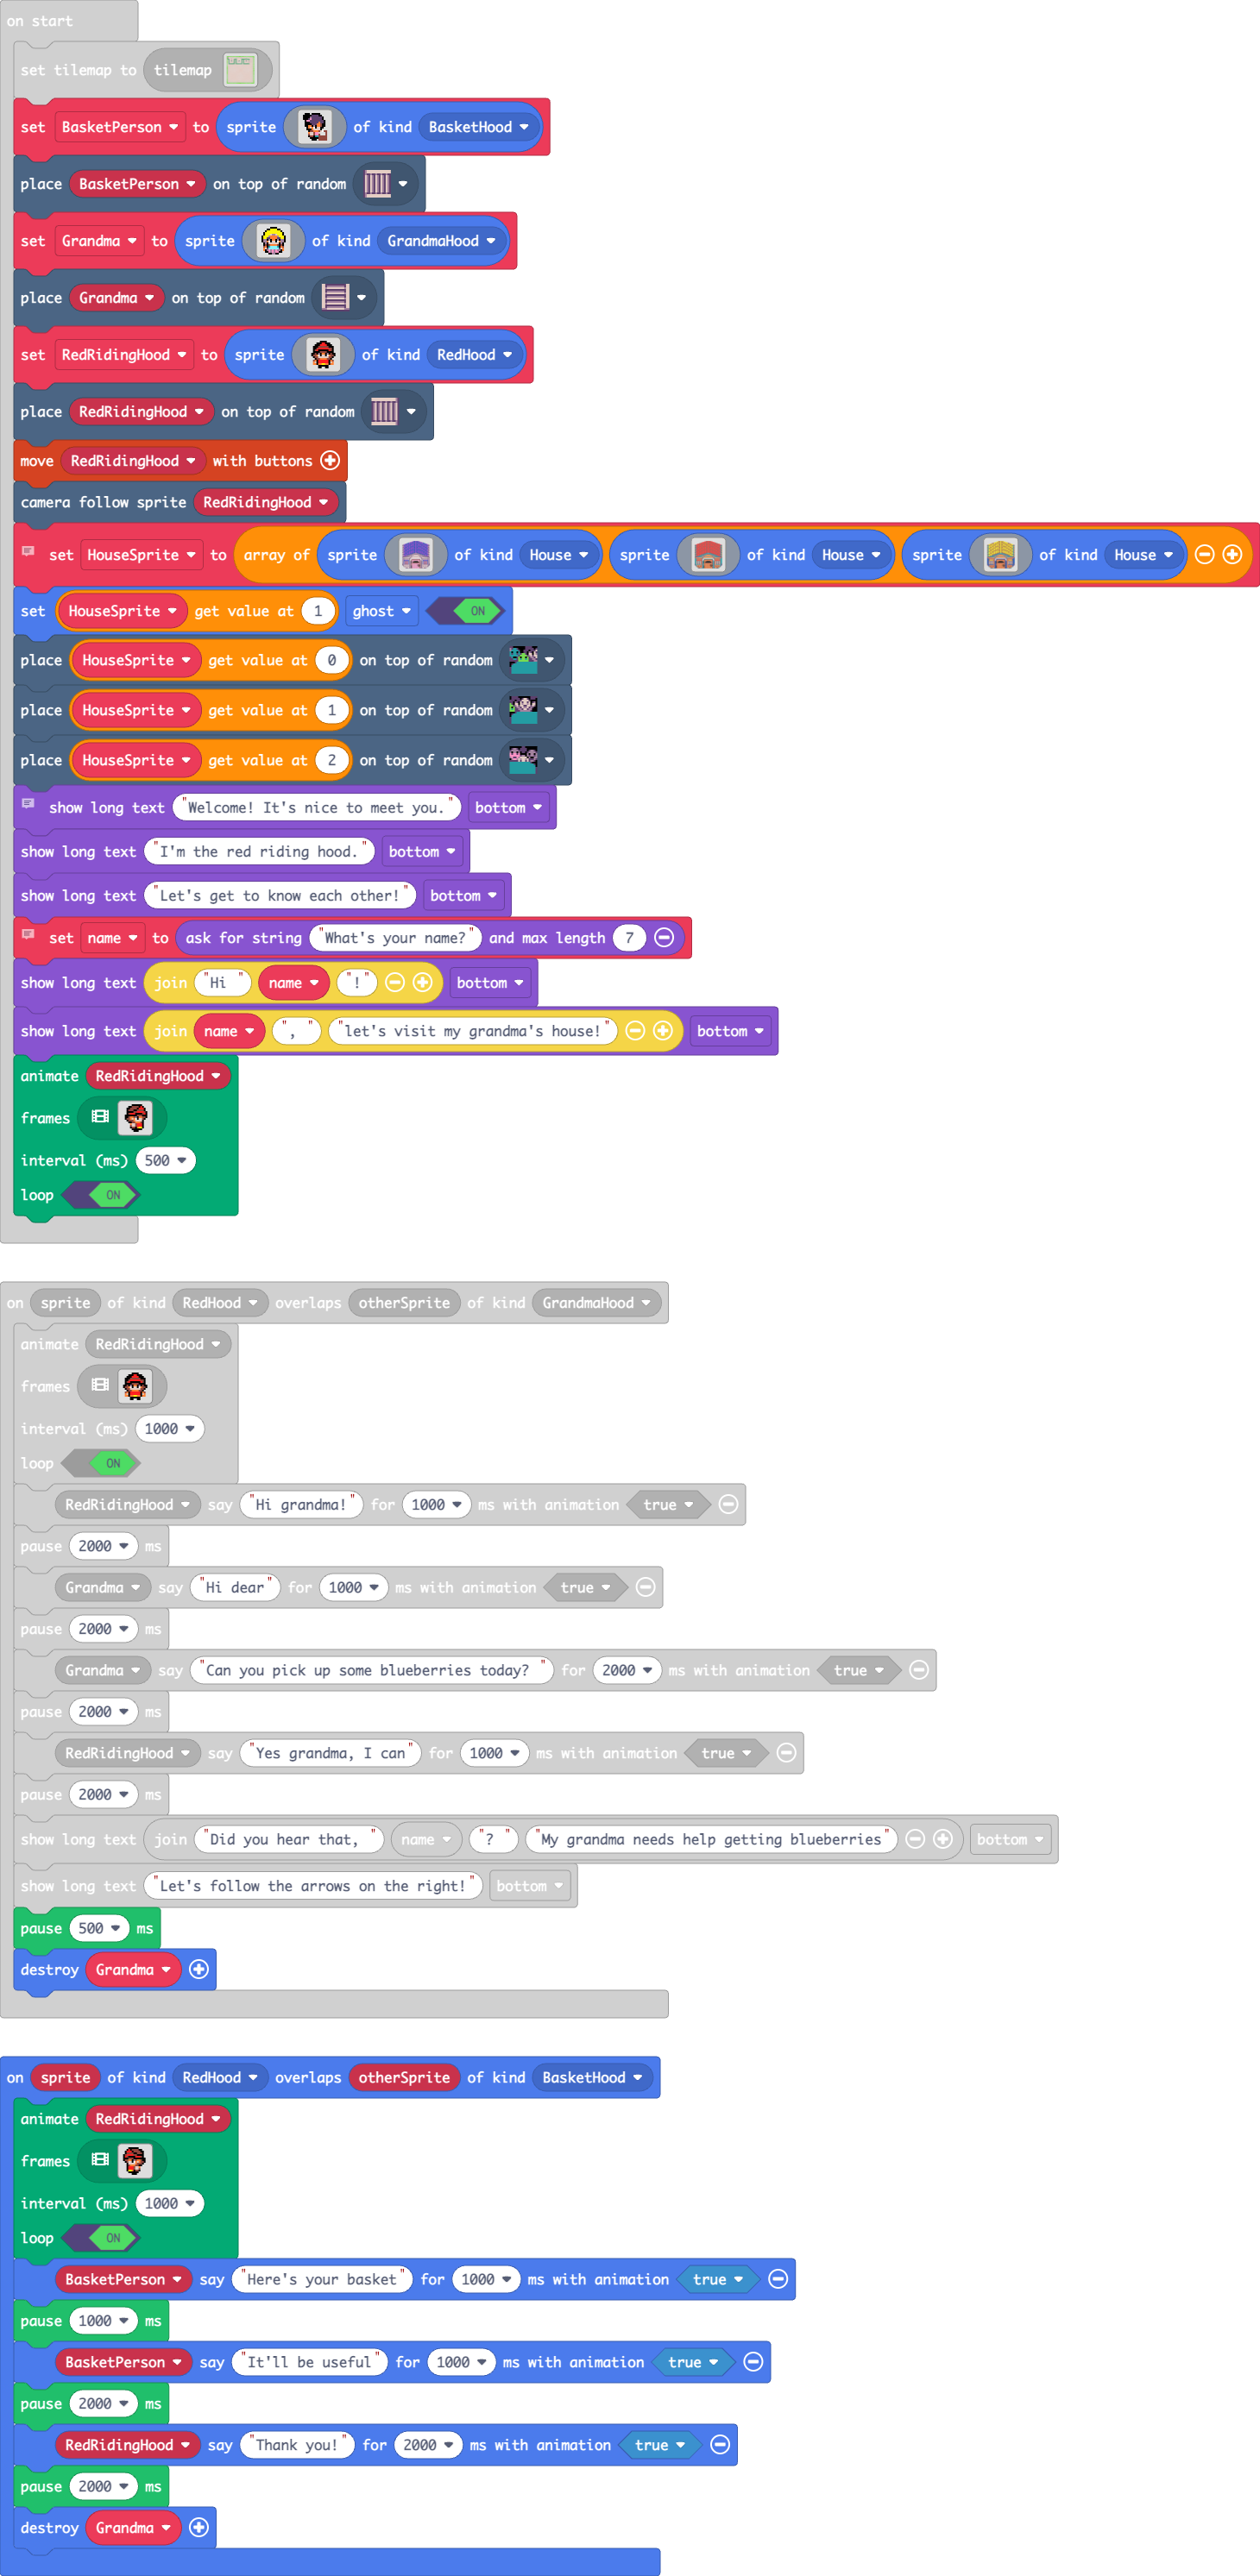 on start
set tilemap to tilemap
set BasketPerson to sprite of kind BasketHood
place BasketPerson on top of random
set Grandma to sprite of kind GrandmaHood
place Grandma on top of random
set RedRidingHood to sprite of kind RedHood
place RedRidingHood on top of random
move RedRidingHood with buttons
camera follow sprite RedRidingHood
set HouseSprite to array of sprite of kind House sprite of kind House sprite of kind House
set HouseSprite get value at 1 ghost ON
place HouseSprite get value at 0 on top of random
place HouseSprite get value at 1 on top of random
place HouseSprite get value at 2 on top of random
show long text "Welcome! It's nice to meet you." bottom
show long text "I'm the red riding hood." bottom
show long text "Let's get to know each other!" bottom
set name to ask for string "What's your name?" and max length 7
show long text join "Hi " name "!" bottom
show long text join name ", " "let's visit my grandma's house!" bottom
animate RedRidingHood
frames
interval (ms) 500
loop ON
on sprite of kind RedHood overlaps otherSprite of kind GrandmaHood
animate RedRidingHood
frames
interval (ms) 1000
loop ON
RedRidingHood say "Hi grandma!" for 1000 ms with animation true
pause 2000 ms
Grandma say "Hi dear" for 1000 ms with animation true
pause 2000 ms
Grandma say "Can you pick up some blueberries today? " for 2000 ms with animation true
pause 2000 ms
RedRidingHood say "Yes grandma, I can" for 1000 ms with animation true
pause 2000 ms
show long text join "Did you hear that, " name "? " "My grandma needs help getting blueberries" bottom
show long text "Let's follow the arrows on the right!" bottom
pause 500 ms
destroy Grandma
on sprite of kind RedHood overlaps otherSprite of kind BasketHood
animate RedRidingHood
frames
interval (ms) 1000
loop ON
BasketPerson say "Here's your basket" for 1000 ms with animation true
pause 1000 ms
BasketPerson say "It'll be useful" for 1000 ms with animation true
pause 2000 ms
RedRidingHood say "Thank you!" for 2000 ms with animation true
pause 2000 ms
destroy Grandma